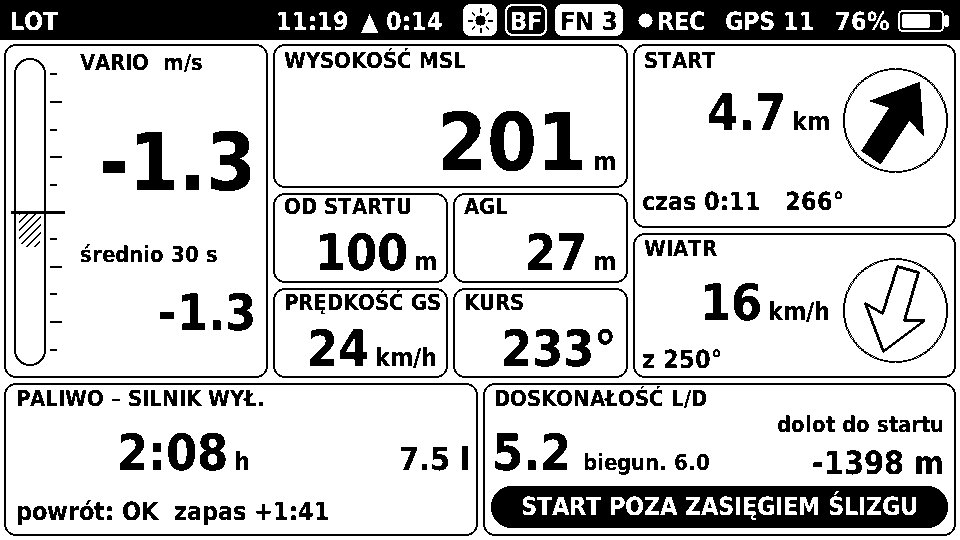 LOT 11:19 ▲ 0:14 BF FN 3 ●REC GPS 11 76%
VARIO m/s
-1.3
średnio 30 s
-1.3
WYSOKOŚĆ MSL
201 m
OD STARTU
100 m
AGL
27 m
PRĘDKOŚĆ GS
24 km/h
KURS
233°
START
4.7 km
czas 0:11 266°
WIATR
16 km/h
z 250°
PALIWO – SILNIK WYŁ.
2:08 h 7.5 l
powrót: OK zapas +1:41
DOSKONAŁOŚĆ L/D
5.2 biegun. 6.0
dolot do startu
-1398 m
START POZA ZASIĘGIEM ŚLIZGU